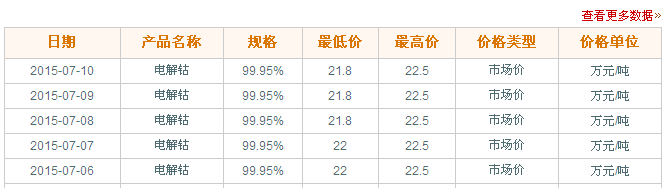 查看更多数据»
日期 产品名称 规格 最低价 最高价 价格类型 价格单位
2015-07-10 电解钴 99.95% 21.8 22.5 市场价 万元/吨
2015-07-09 电解钴 99.95% 21.8 22.5 市场价 万元/吨
2015-07-08 电解钴 99.95% 21.8 22.5 市场价 万元/吨
2015-07-07 电解钴 99.95% 22 22.5 市场价 万元/吨
2015-07-06 电解钴 99.95% 22 22.5 市场价 万元/吨